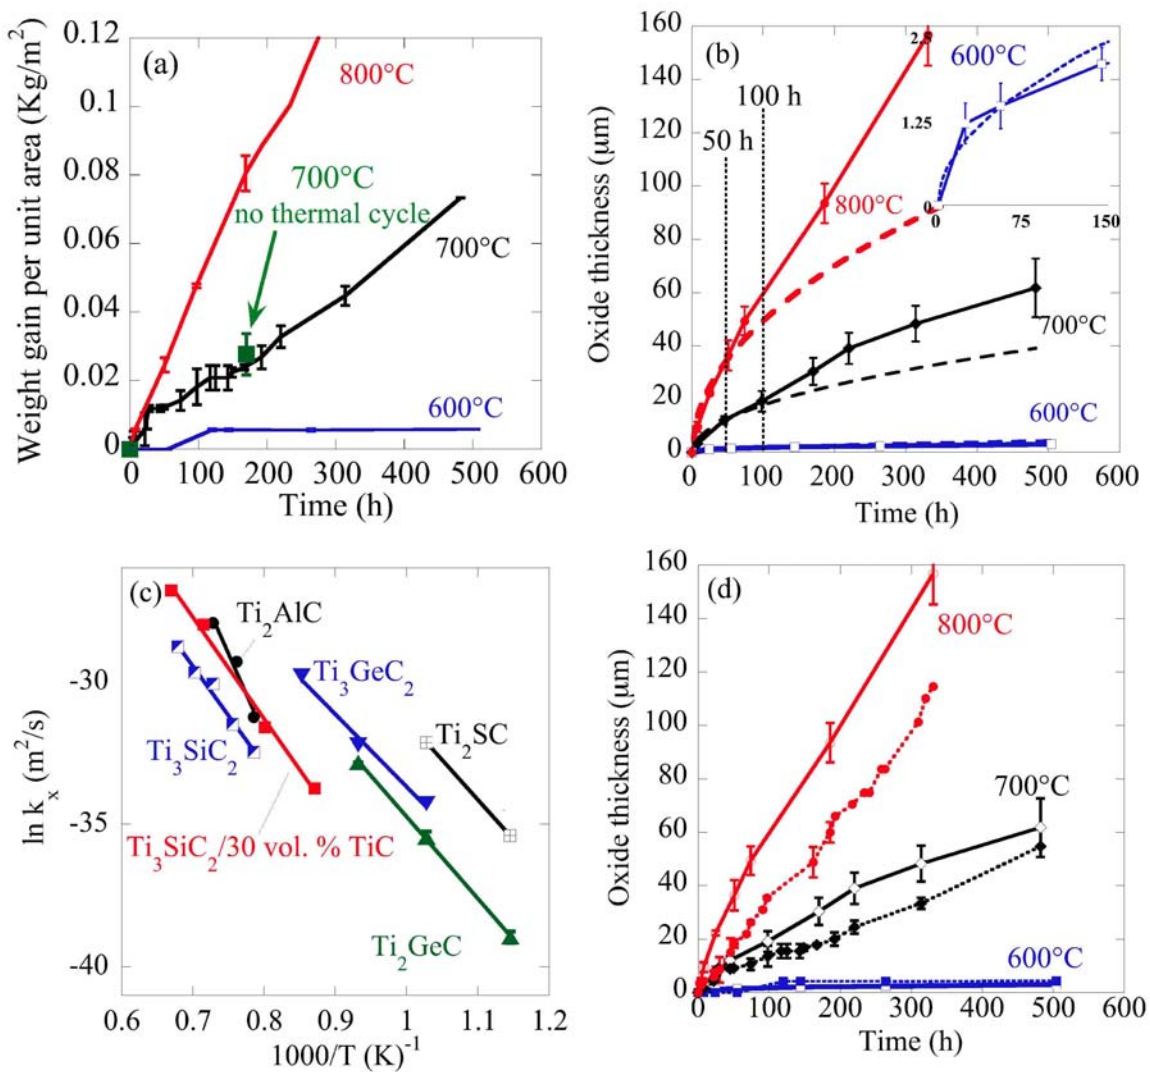 (a)
Weight gain per unit area (Kg/m²)
0.12
0.1
0.08
0.06
0.04
0.02
0
800°C
700°C
no thermal cycle
700°C
600°C
0 100 200 300 400 500 600
Time (h)
(b)
Oxide thickness (μm)
160
140
120
100
80
60
40
20
0
50 h
100 h
800°C
700°C
600°C
600°C
2.5
1.25
0
0 75 150
0 100 200 300 400 500 600
Time (h)
(c)
ln kₓ (m²/s)
-30
-35
-40
Ti₂AlC
Ti₃GeC₂
Ti₂SC
Ti₃SiC₂
Ti₃SiC₂/30 vol. % TiC
Ti₂GeC
0.6 0.7 0.8 0.9 1 1.1 1.2
1000/T (K)⁻¹
(d)
Oxide thickness (μm)
160
140
120
100
80
60
40
20
0
800°C
700°C
600°C
0 100 200 300 400 500 600
Time (h)